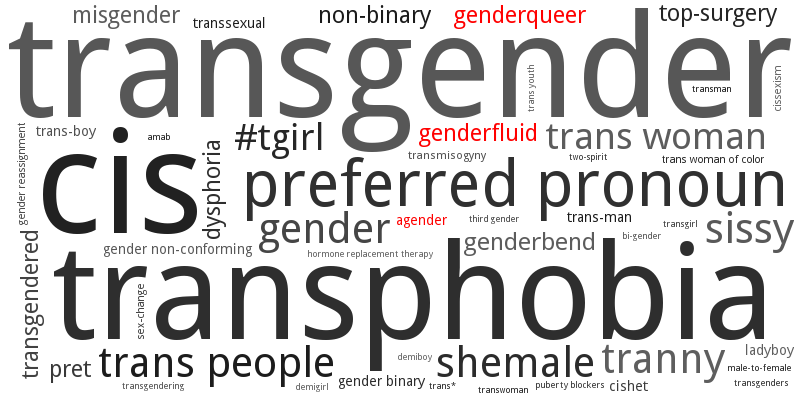 misgender
transsexual
non-binary
genderqueer
top-surgery
transgender
trans youth
transman
cissexism
trans-boy
amab
#tgirl
genderfluid
trans woman
gender reassignment
cis
dysphoria
transmisogyny
two-spirit
trans woman of color
preferred pronoun
gender
agender
third gender
trans-man
transgirl
sissy
transgendered
gender non-conforming
hormone replacement therapy
genderbend
bi-gender
transphobia
sex-change
pret
trans people
demiboy
shemale
tranny
ladyboy
male-to-female
transgendering
demigirl
gender binary
trans*
transwoman
puberty blockers
cishet
transgenders